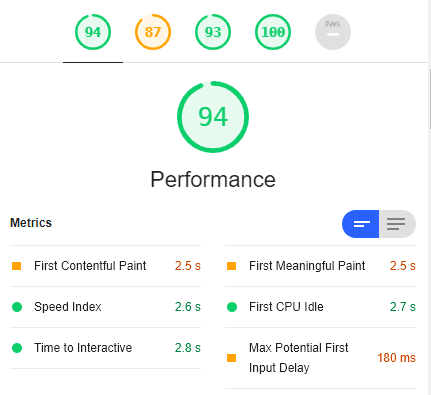 94 87 93 100 PWA
94
Performance
Metrics
First Contentful Paint 2.5 s
First Meaningful Paint 2.5 s
Speed Index 2.6 s
First CPU Idle 2.7 s
Time to Interactive 2.8 s
Max Potential First
Input Delay 180 ms